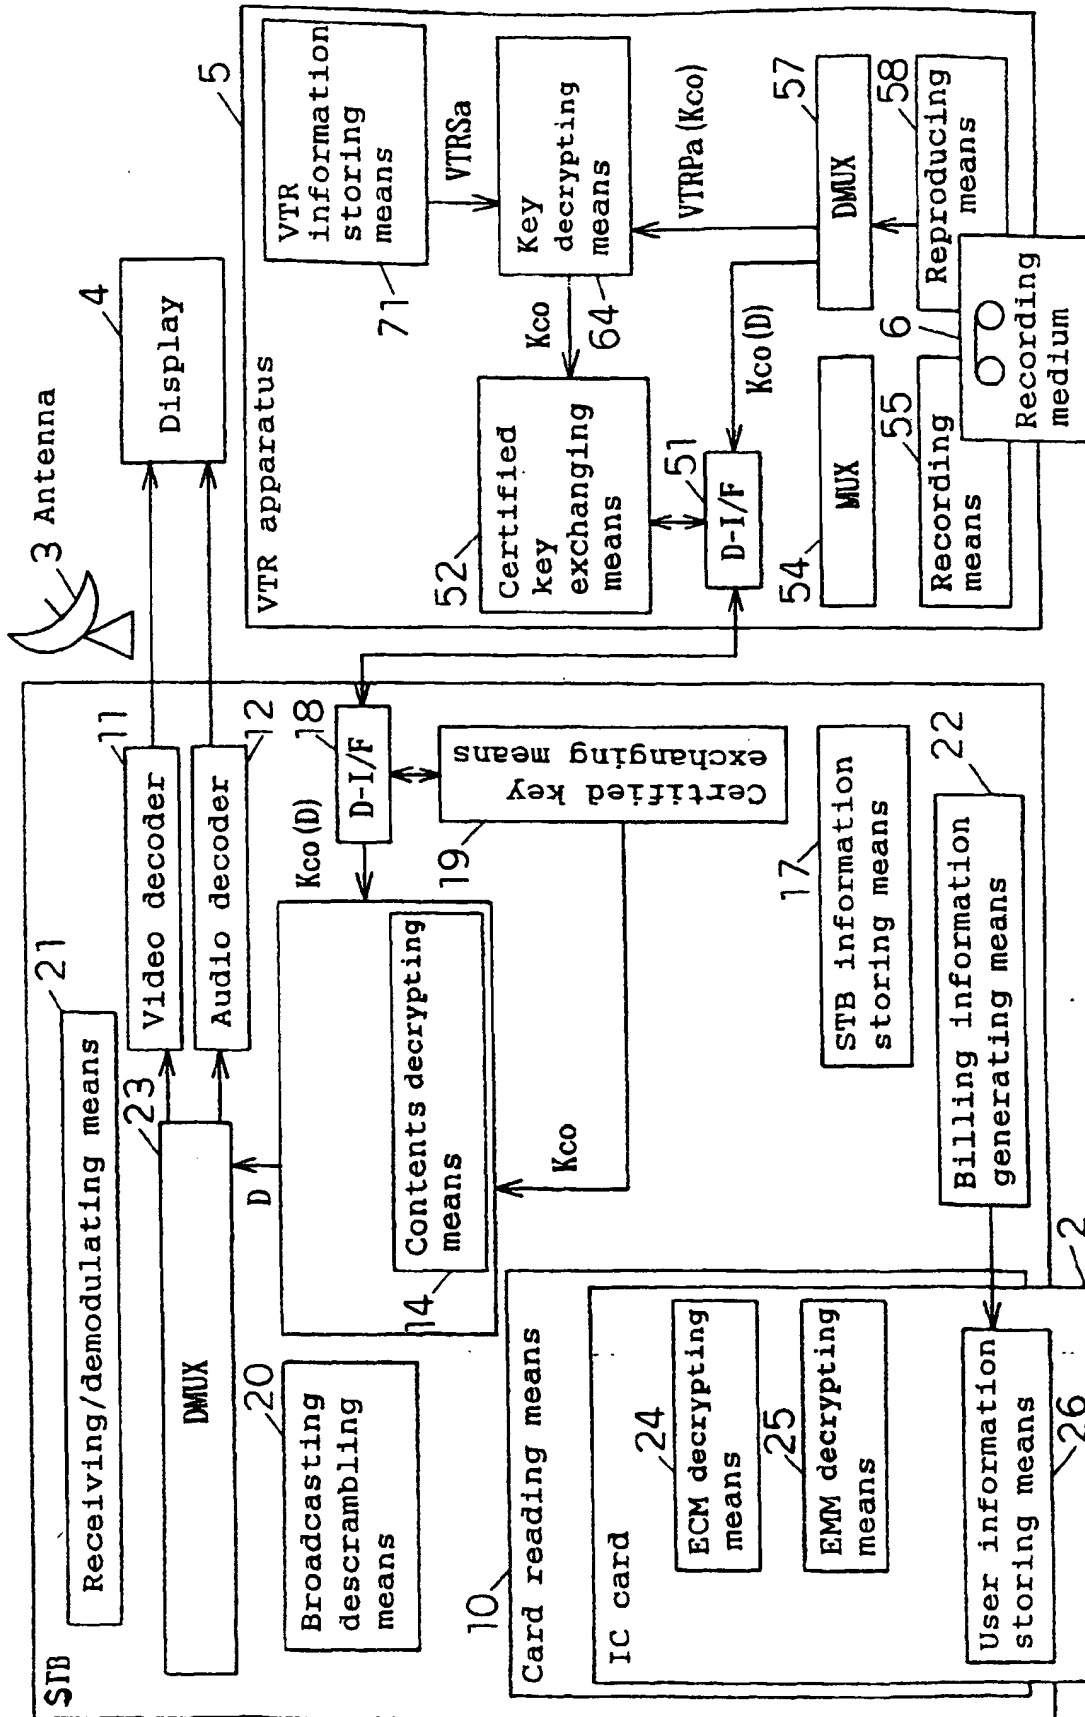 STB
Receiving/demodulating means
21
DMUX
23
Video decoder
11
Audio decoder
12
3 Antenna
Display
4
Broadcasting
descrambling
means
20
D
Contents decrypting
means
14
Kco(D)
D-I/F
18
Certified key
exchanging means
19
Kco
STB information
storing means
17
Billing information
generating means
22
Card reading means
10
IC card
2
ECM decrypting
means
24
EMM decrypting
means
25
User information
storing means
26
VTR apparatus
5
VTR
information
storing
means
71
VTRSa
Key
decrypting
means
64
Kco
Certified
key
exchanging
means
52
VTRPa(Kco)
Kco(D)
D-I/F
51
MUX
54
DMUX
57
Recording
means
55
Reproducing
means
58
6
Recording
medium